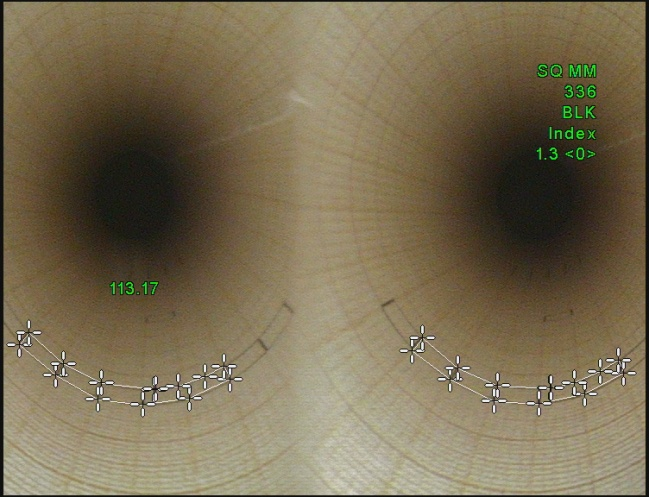 SQ MM
336
BLK
Index
1.3 <0>
113.17